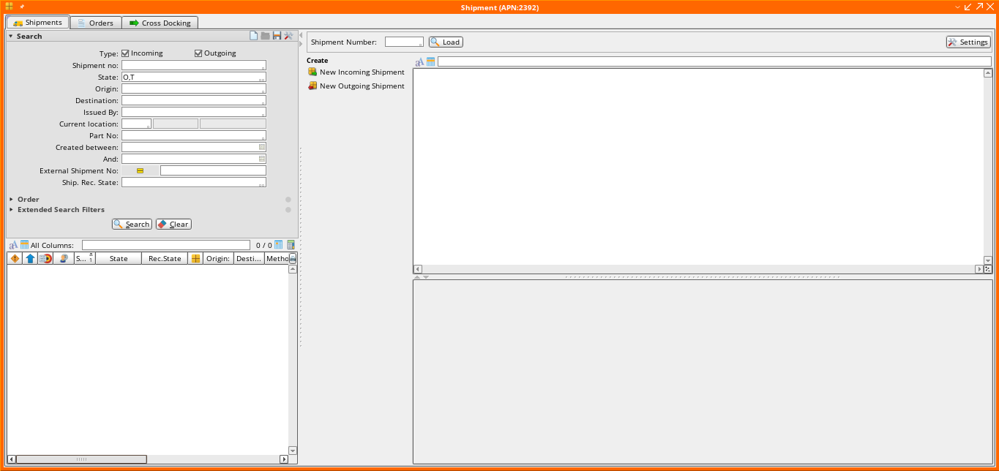 Shipment (APN:2392)
Shipments Orders Cross Docking
Search
Type: Incoming Outgoing
Shipment no:
State: O,T
Origin:
Destination:
Issued By:
Current location:
Part No:
Created between:
And:
External Shipment No:
Ship. Rec. State:
Order
Extended Search Filters
Search Clear
All Columns: 0 / 0
S... 1 State Rec.State Origin: Desti... Metho
Shipment Number: Load Settings
Create
New Incoming Shipment
New Outgoing Shipment